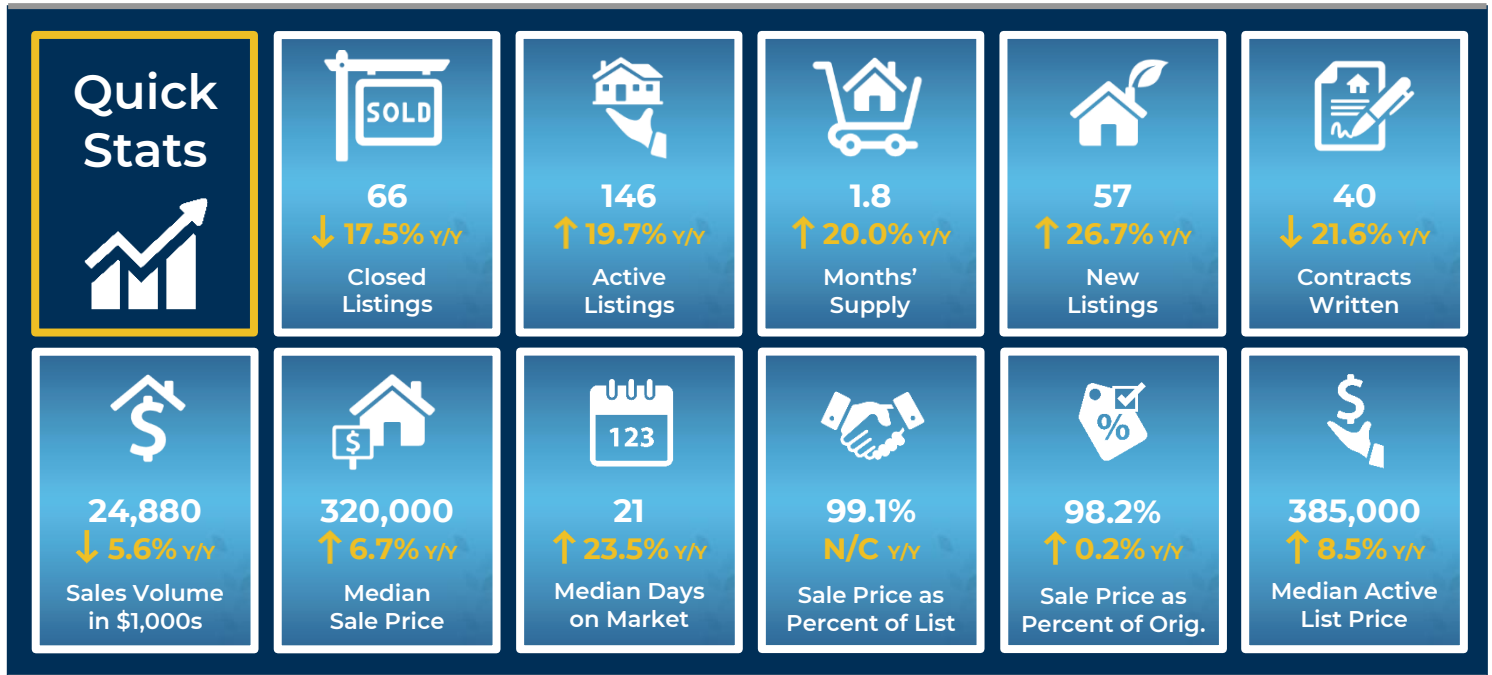 Quick
Stats
SOLD
66
↓ 17.5% Y/Y
Closed
Listings
146
↑ 19.7% Y/Y
Active
Listings
1.8
↑ 20.0% Y/Y
Months’
Supply
57
↑ 26.7% Y/Y
New
Listings
40
↓ 21.6% Y/Y
Contracts
Written
$
24,880
↓ 5.6% Y/Y
Sales Volume
in $1,000s
$
320,000
↑ 6.7% Y/Y
Median
Sale Price
123
21
↑ 23.5% Y/Y
Median Days
on Market
99.1%
N/C Y/Y
Sale Price as
Percent of List
%
98.2%
↑ 0.2% Y/Y
Sale Price as
Percent of Orig.
$
385,000
↑ 8.5% Y/Y
Median Active
List Price